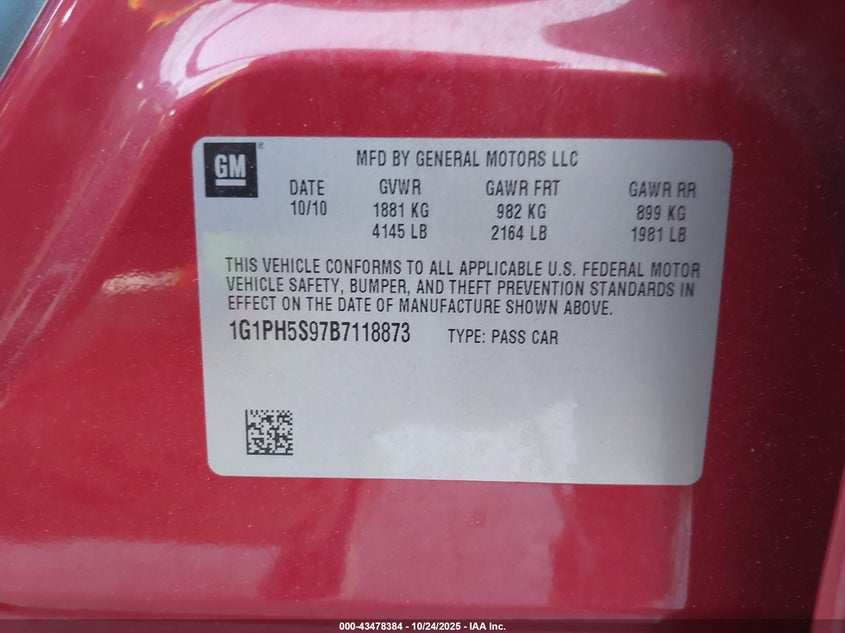 GM
MFD BY GENERAL MOTORS LLC
DATE GVWR GAWR FRT GAWR RR
10/10 1881 KG 982 KG 899 KG
4145 LB 2164 LB 1981 LB
THIS VEHICLE CONFORMS TO ALL APPLICABLE U.S. FEDERAL MOTOR
VEHICLE SAFETY, BUMPER, AND THEFT PREVENTION STANDARDS IN
EFFECT ON THE DATE OF MANUFACTURE SHOWN ABOVE.
1G1PH5S97B7118873 TYPE: PASS CAR
000-43478384 - 10/24/2025 - IAA Inc.